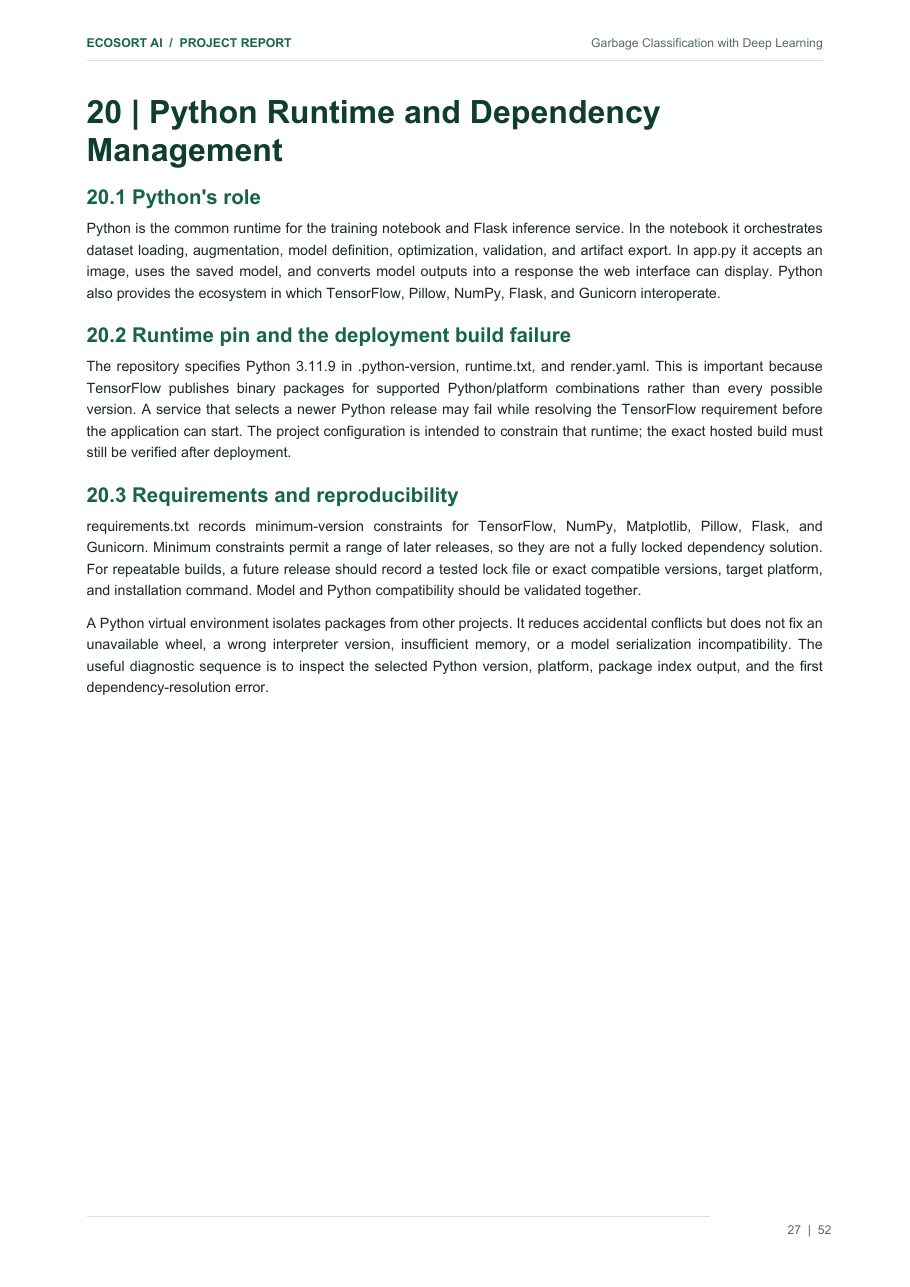 ECOSORT AI / PROJECT REPORT
Garbage Classification with Deep Learning
20 | Python Runtime and Dependency
Management
20.1 Python's role
Python is the common runtime for the training notebook and Flask inference service. In the notebook it orchestrates
dataset loading, augmentation, model definition, optimization, validation, and artifact export. In app.py it accepts an
image, uses the saved model, and converts model outputs into a response the web interface can display. Python
also provides the ecosystem in which TensorFlow, Pillow, NumPy, Flask, and Gunicorn interoperate.
20.2 Runtime pin and the deployment build failure
The repository specifies Python 3.11.9 in .python-version, runtime.txt, and render.yaml. This is important because
TensorFlow publishes binary packages for supported Python/platform combinations rather than every possible
version. A service that selects a newer Python release may fail while resolving the TensorFlow requirement before
the application can start. The project configuration is intended to constrain that runtime; the exact hosted build must
still be verified after deployment.
20.3 Requirements and reproducibility
requirements.txt records minimum-version constraints for TensorFlow, NumPy, Matplotlib, Pillow, Flask, and
Gunicorn. Minimum constraints permit a range of later releases, so they are not a fully locked dependency solution.
For repeatable builds, a future release should record a tested lock file or exact compatible versions, target platform,
and installation command. Model and Python compatibility should be validated together.
A Python virtual environment isolates packages from other projects. It reduces accidental conflicts but does not fix an
unavailable wheel, a wrong interpreter version, insufficient memory, or a model serialization incompatibility. The
useful diagnostic sequence is to inspect the selected Python version, platform, package index output, and the first
dependency-resolution error.
27 | 52